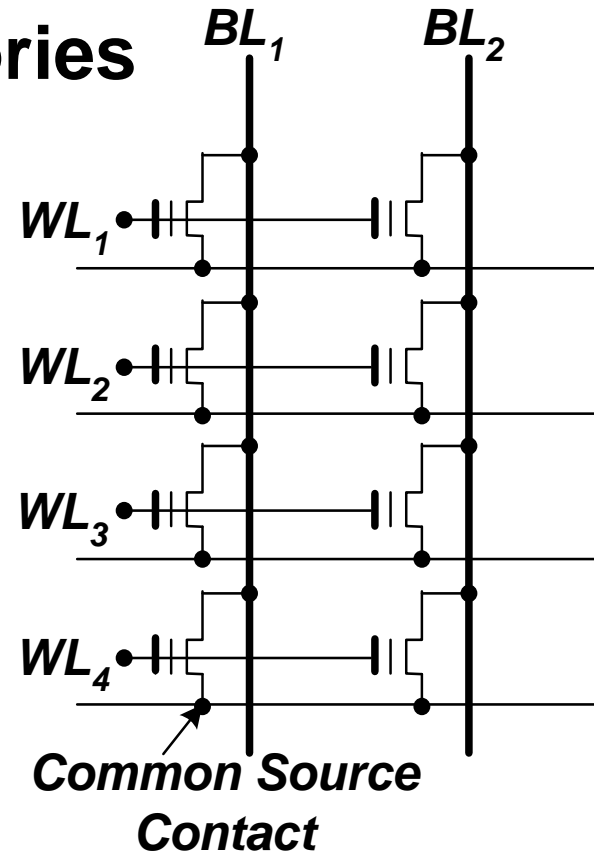 ories
BL1 BL2
WL1
WL2
WL3
WL4
Common Source
Contact